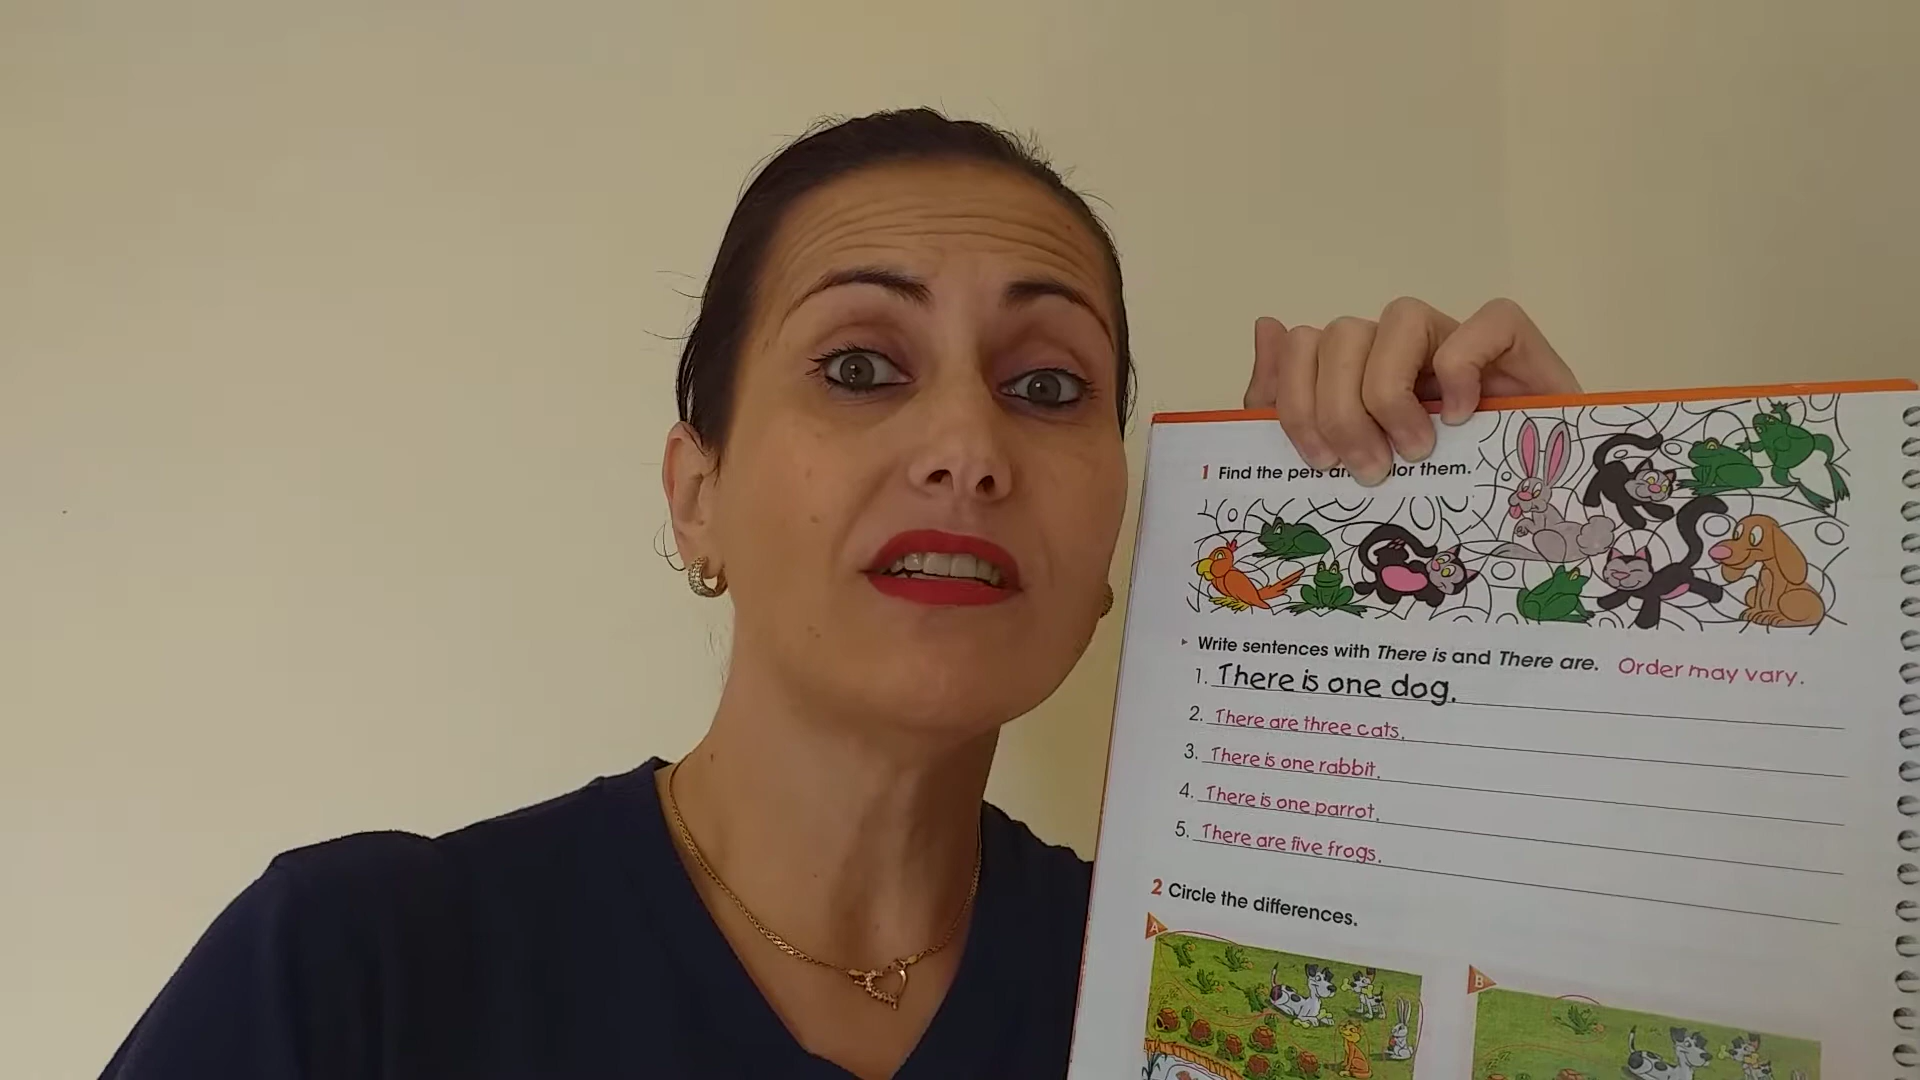 1 Find the pets an lor them.
▸ Write sentences with There is and There are. Order may vary.
1. There is one dog.
2. There are three cats.
3. There is one rabbit.
4. There is one parrot.
5. There are five frogs.
2 Circle the differences.
A
B